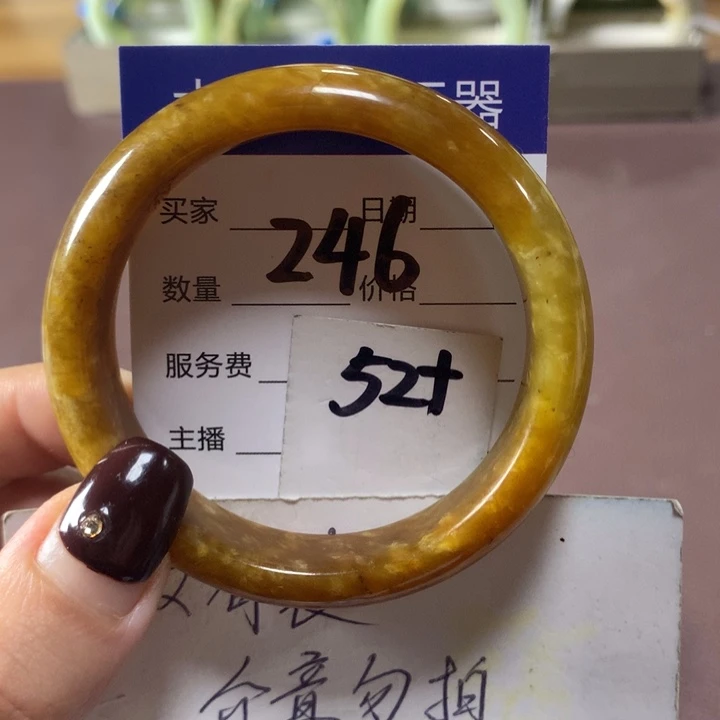 器
买家 日期
246
数量 价格
服务费
52+
主播
介意勿拍